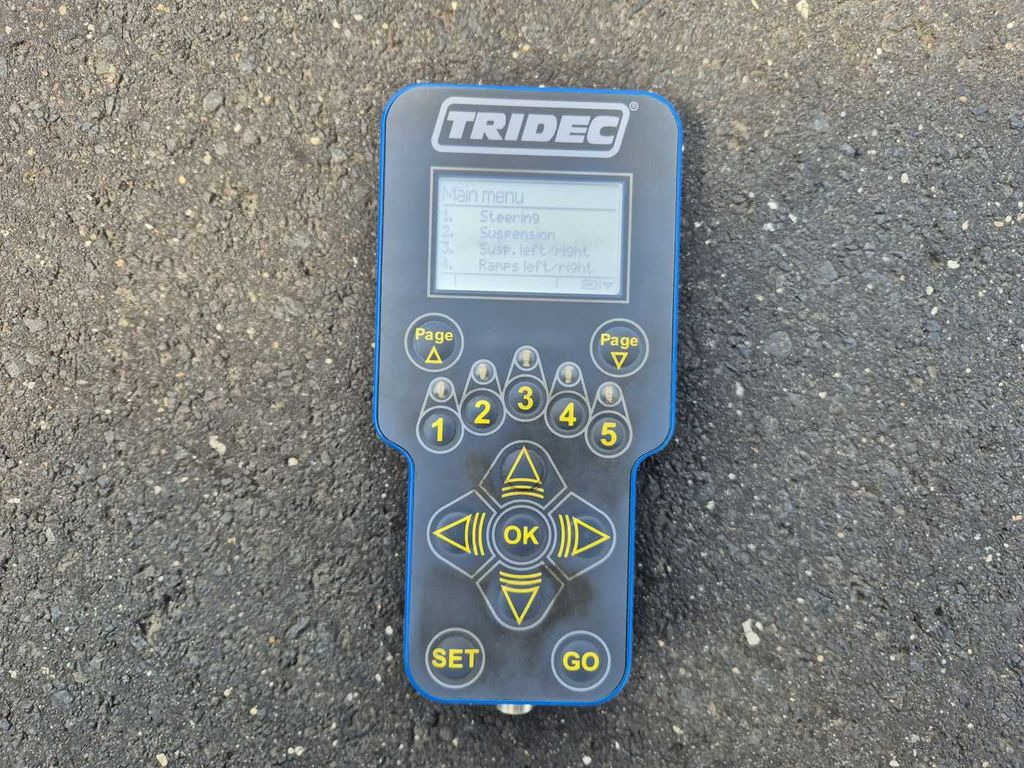 TRIDEC®
Main menu
1. Steering
2. Suspension
3. Susp. left/right
4. Ramps left/right
Page
Page
1 2 3 4 5
OK
SET GO